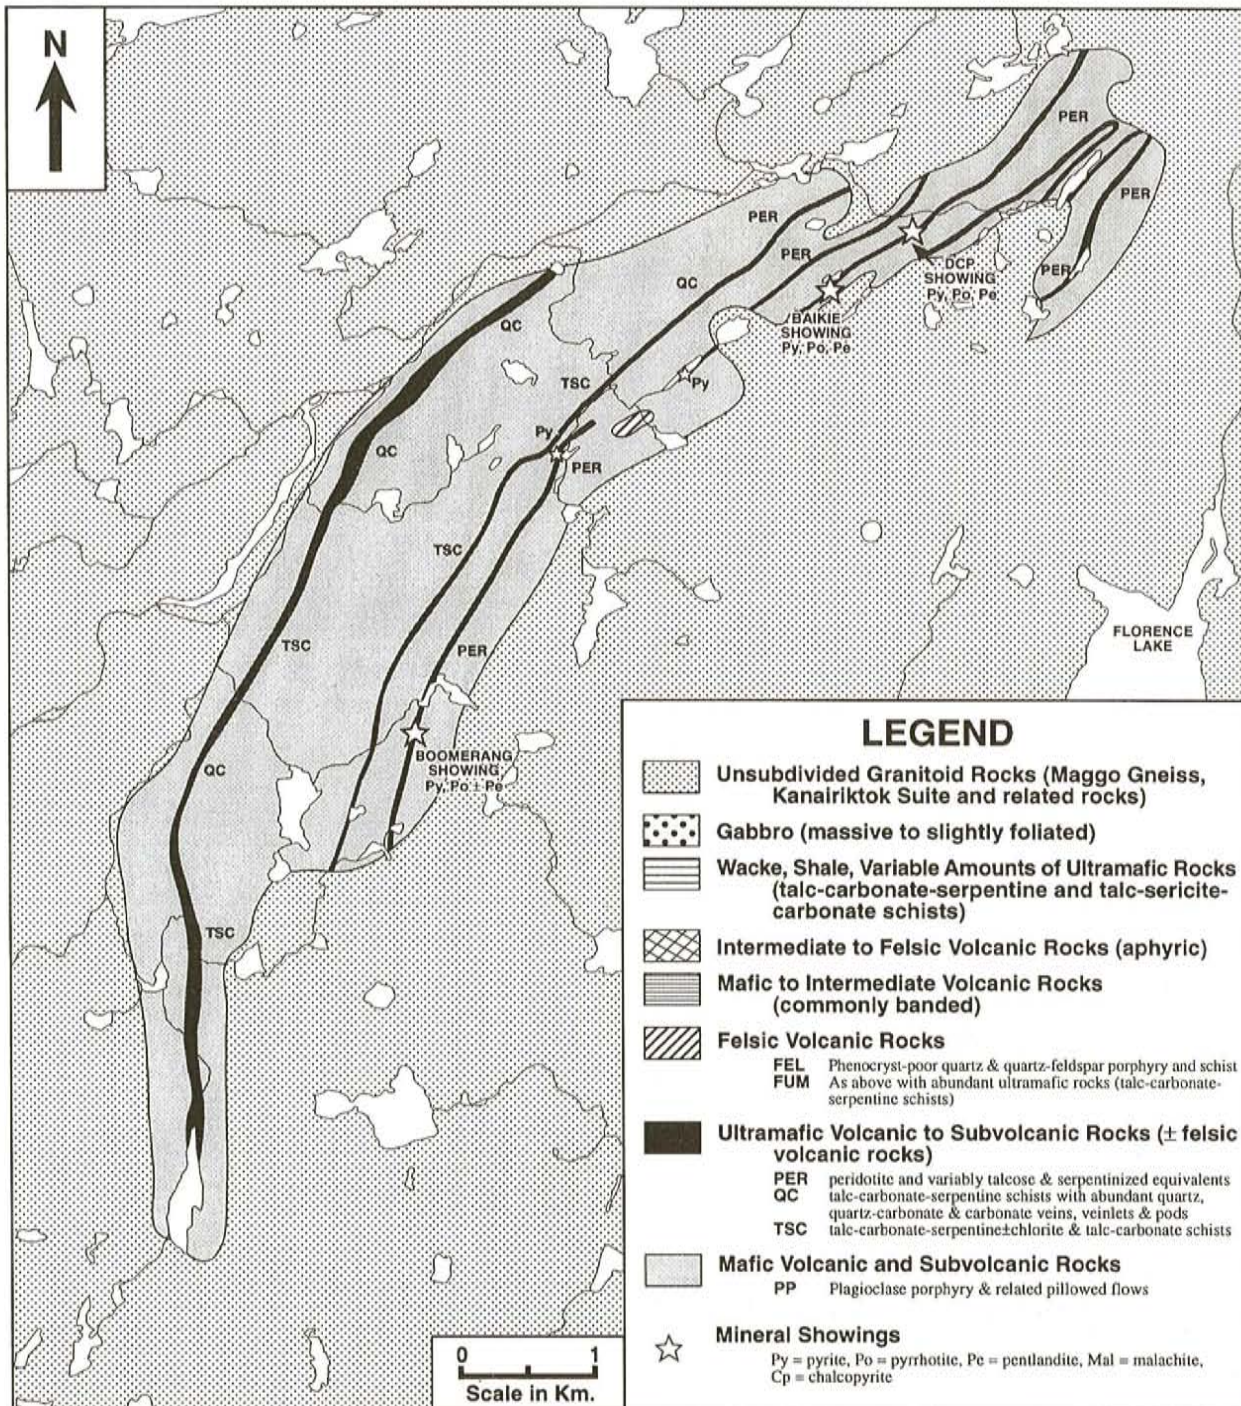 N
PER
PER
PER
QC
PER
PER
DCP
SHOWING
Py, Po, Pe
BAIKIE
SHOWING
Py, Po, Pe
QC
QC
TSC
Py
Py
PER
QC
TSC
TSC
PER
FLORENCE
LAKE
QC
BOOMERANG
SHOWING
Py, Po ± Pe
TSC
LEGEND
Unsubdivided Granitoid Rocks (Maggo Gneiss,
Kanairiktok Suite and related rocks)
Gabbro (massive to slightly foliated)
Wacke, Shale, Variable Amounts of Ultramafic Rocks
(talc-carbonate-serpentine and talc-sericite-
carbonate schists)
Intermediate to Felsic Volcanic Rocks (aphyric)
Mafic to Intermediate Volcanic Rocks
(commonly banded)
Felsic Volcanic Rocks
FEL Phenocryst-poor quartz & quartz-feldspar porphyry and schist
FUM As above with abundant ultramafic rocks (talc-carbonate-
serpentine schists)
Ultramafic Volcanic to Subvolcanic Rocks (± felsic
volcanic rocks)
PER peridotite and variably talcose & serpentinized equivalents
QC talc-carbonate-serpentine schists with abundant quartz,
quartz-carbonate & carbonate veins, veinlets & pods
TSC talc-carbonate-serpentine±chlorite & talc-carbonate schists
Mafic Volcanic and Subvolcanic Rocks
PP Plagioclase porphyry & related pillowed flows
Mineral Showings
Py = pyrite, Po = pyrrhotite, Pe = pentlandite, Mal = malachite,
Cp = chalcopyrite
0 1
Scale in Km.